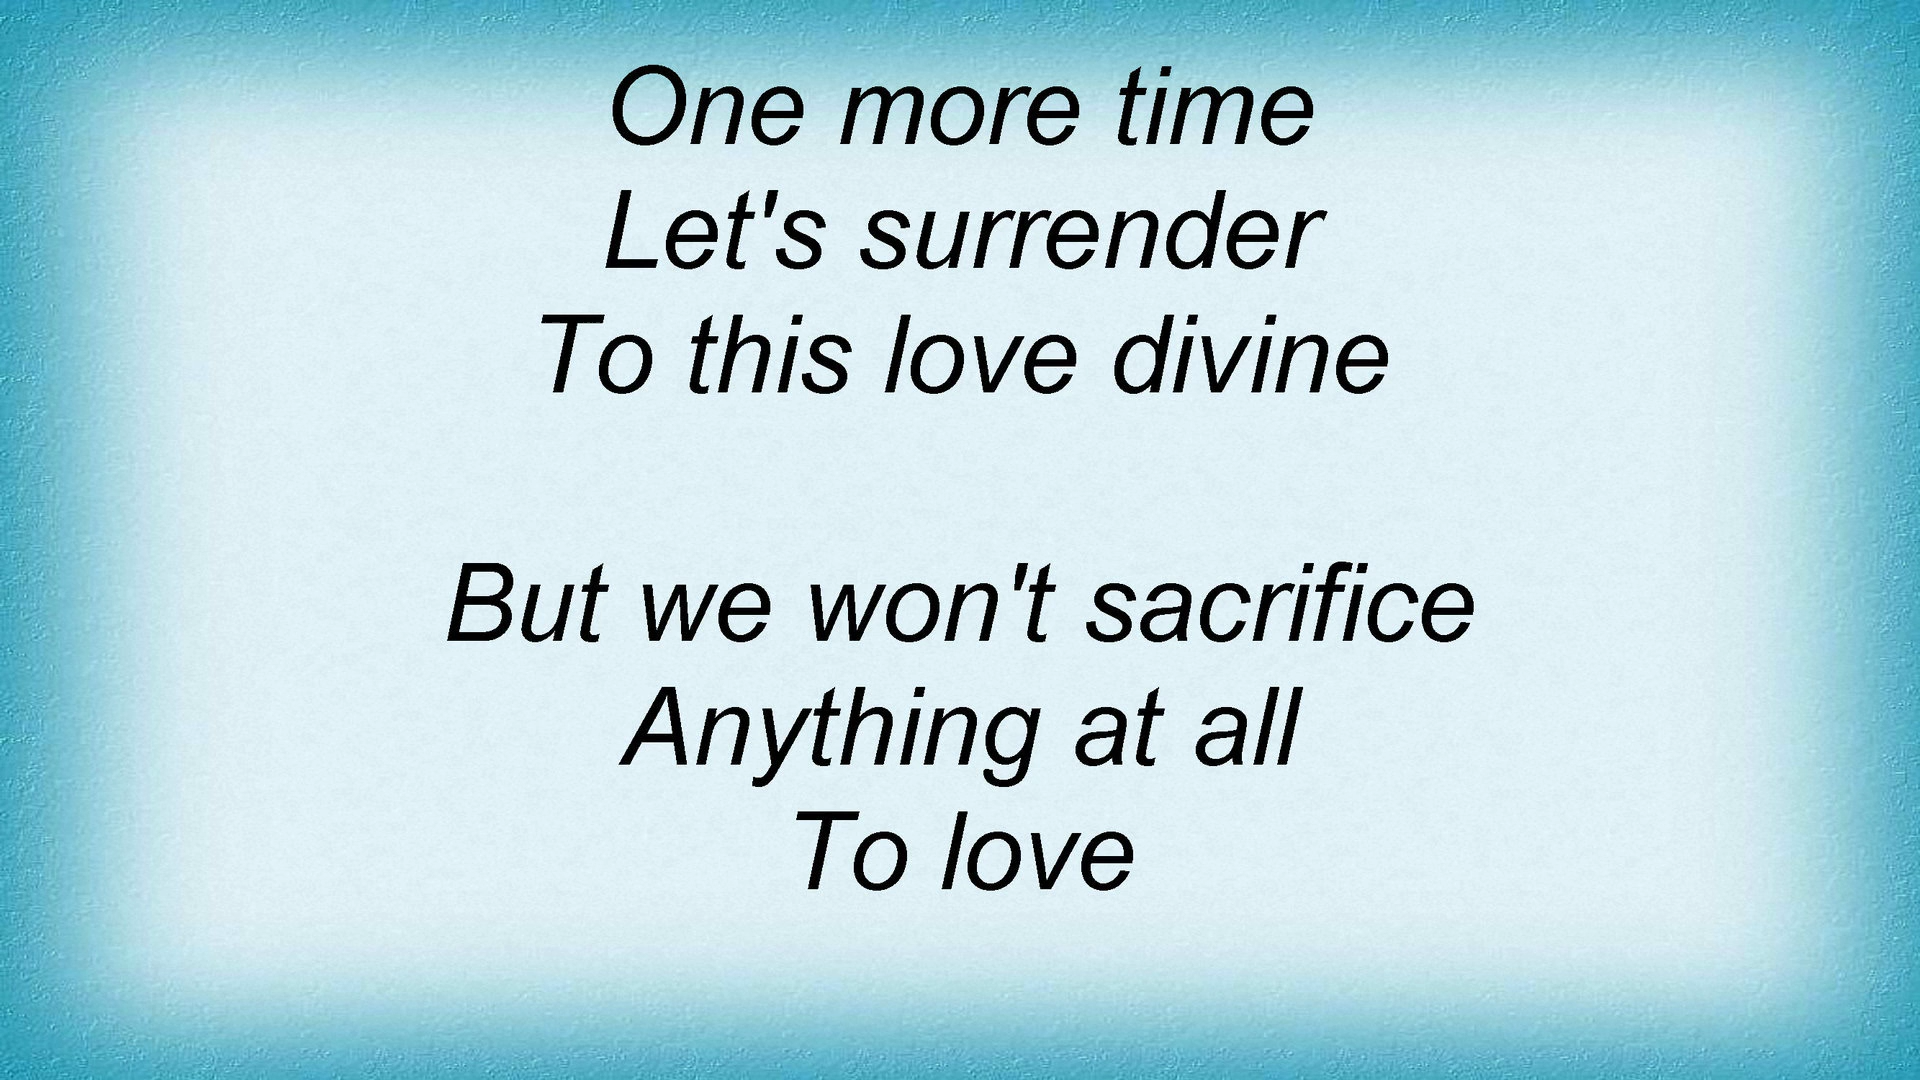 One more time
Let's surrender
To this love divine
But we won't sacrifice
Anything at all
To love